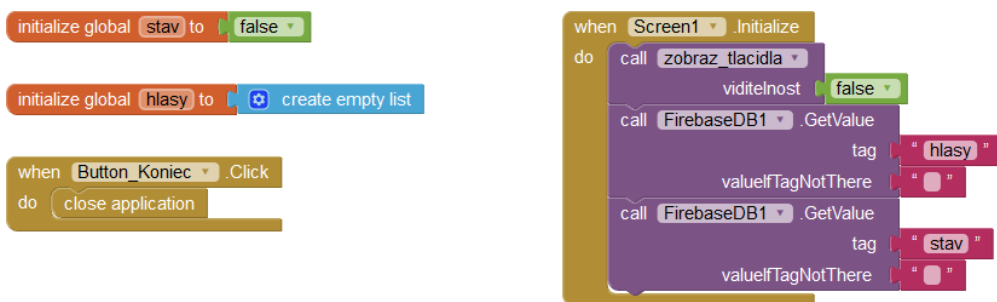 initialize global stav to false
initialize global hlasy to create empty list
when Button_Koniec .Click
do close application
when Screen1 .Initialize
do call zobraz_tlacidla
viditelnost false
call FirebaseDB1 .GetValue
tag " hlasy "
valueIfTagNotThere " "
call FirebaseDB1 .GetValue
tag " stav "
valueIfTagNotThere " "